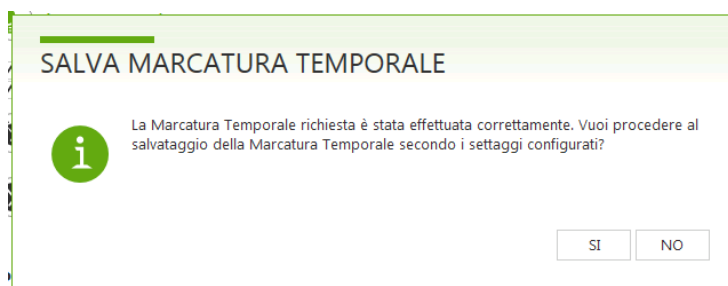 SALVA MARCATURA TEMPORALE
La Marcatura Temporale richiesta è stata effettuata correttamente. Vuoi procedere al
salvataggio della Marcatura Temporale secondo i settaggi configurati?
SI NO